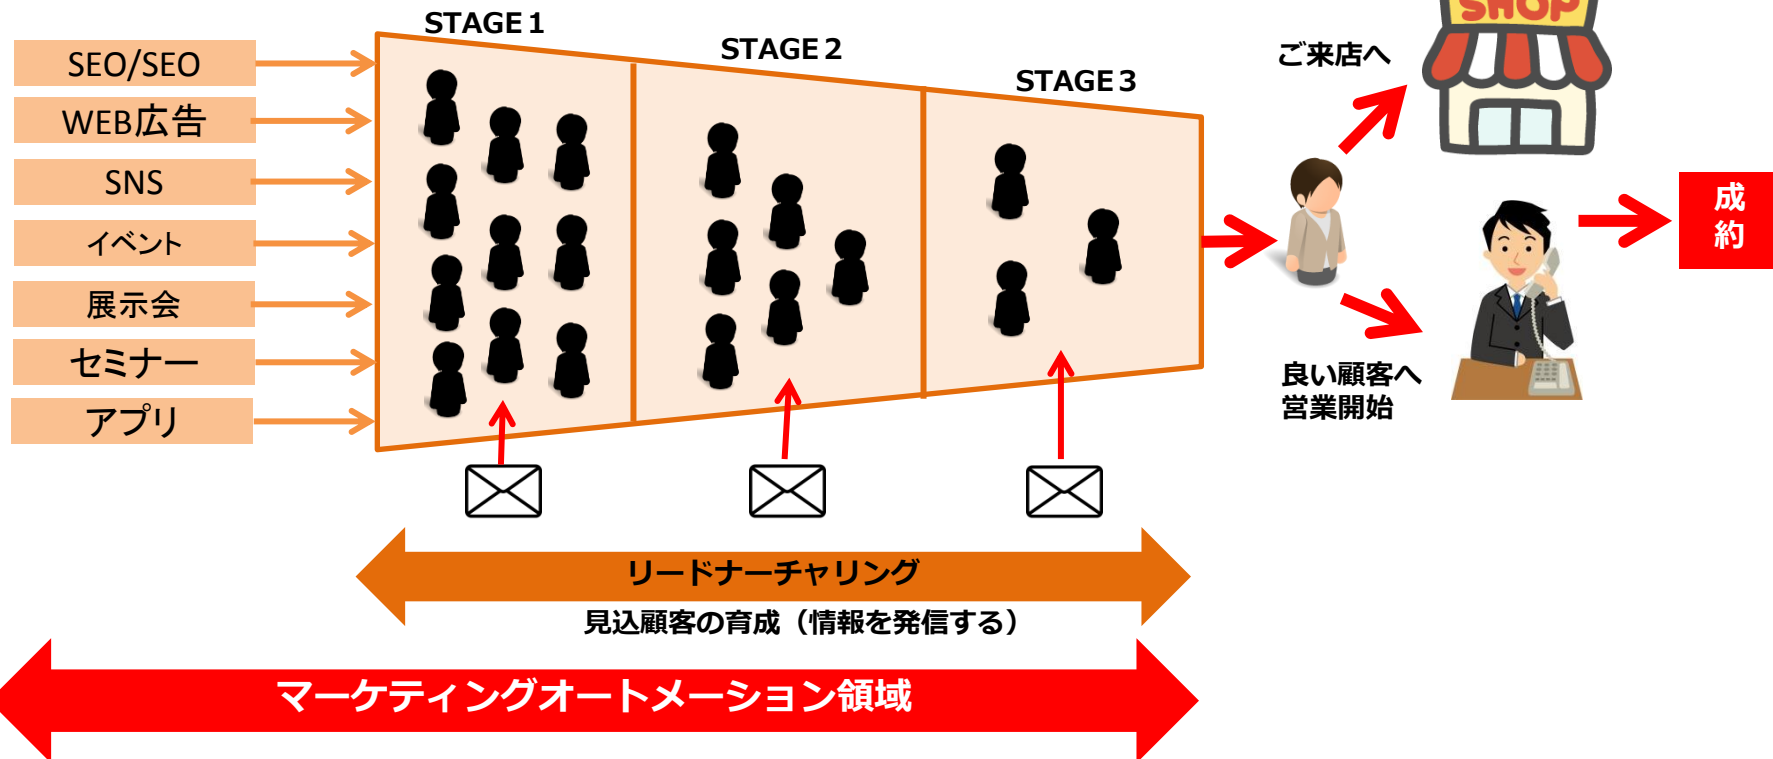 STAGE 1
STAGE 2
STAGE 3
SEO/SEO
WEB広告
SNS
イベント
展示会
セミナー
アプリ
ご来店へ
SHOP
良い顧客へ
営業開始
成
約
リードナーチャリング
見込顧客の育成（情報を発信する）
マーケティングオートメーション領域